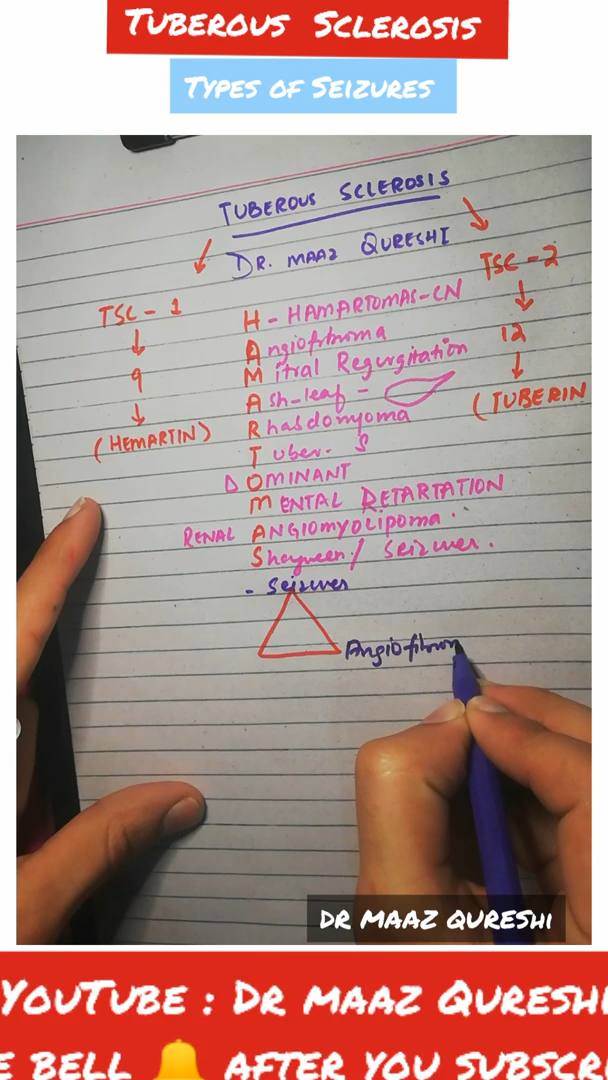 TUBEROUS SCLEROSIS
TYPES OF SEIZURES
TUBEROUS SCLEROSIS
DR. MAAZ QURESHI
TSC - 1
↓
9
↓
(HEMARTIN)
TSC - 2
↓
12
↓
(TUBERIN
H - HAMARTOMAS - CN
Angiofibroma
Mitral Regurgitation
Ash-leaf -
Rhabdomyoma
Tuber. S
DOMINANT
MENTAL RETARTATION
RENAL ANGIOMYOLIPOMA.
Shagreen / Seizures.
- Seizures
Angiofibrom
DR MAAZ QURESHI
YOUTUBE : DR MAAZ QURESHI
E BELL 🔔 AFTER YOU SUBSCR